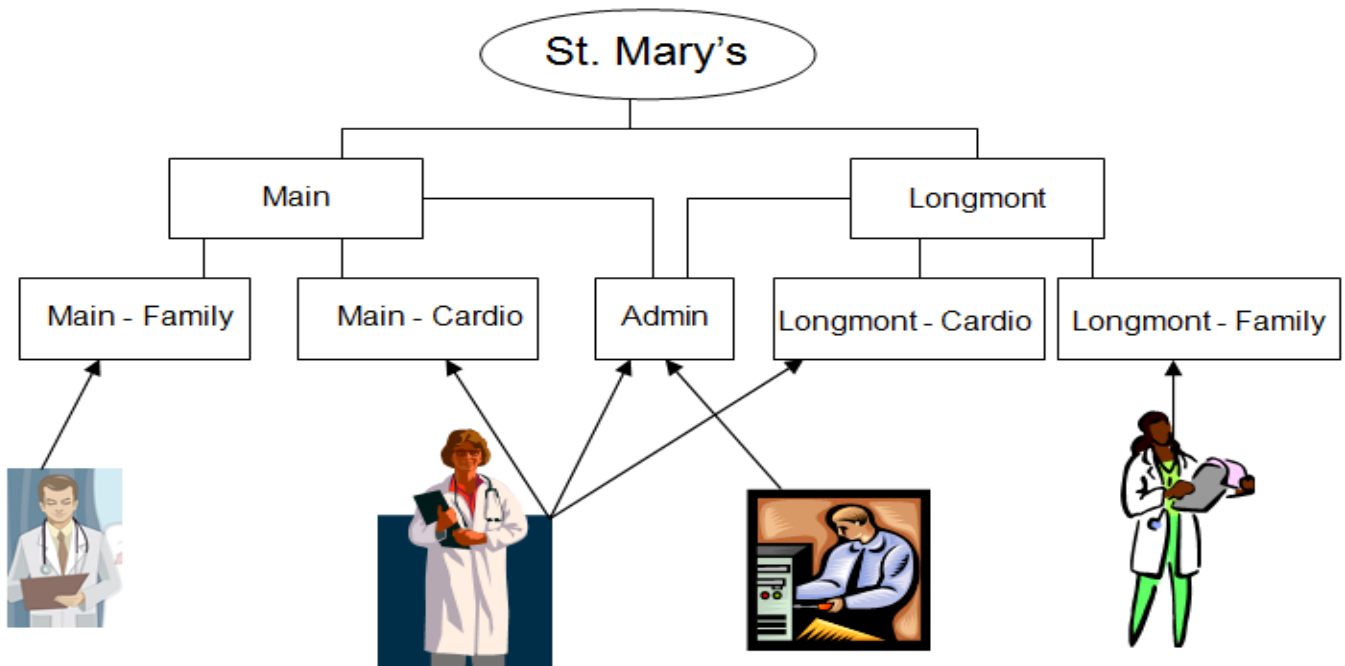 St. Mary’s
Main
Longmont
Main - Family
Main - Cardio
Admin
Longmont - Cardio
Longmont - Family